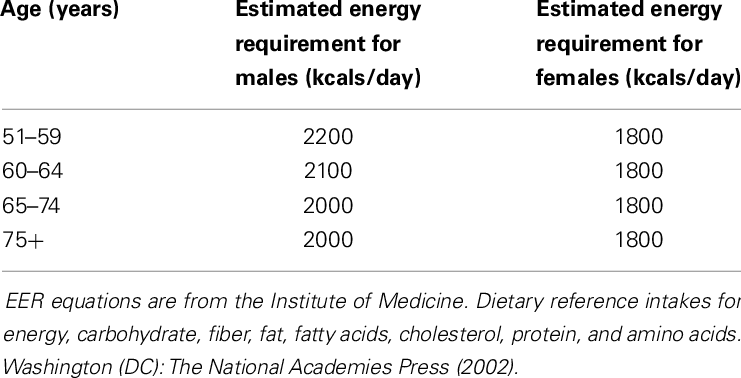 Age (years) Estimated energy requirement for males (kcals/day) Estimated energy requirement for females (kcals/day)
51–59 2200 1800
60–64 2100 1800
65–74 2000 1800
75+ 2000 1800
EER equations are from the Institute of Medicine. Dietary reference intakes for
energy, carbohydrate, fiber, fat, fatty acids, cholesterol, protein, and amino acids.
Washington (DC): The National Academies Press (2002).